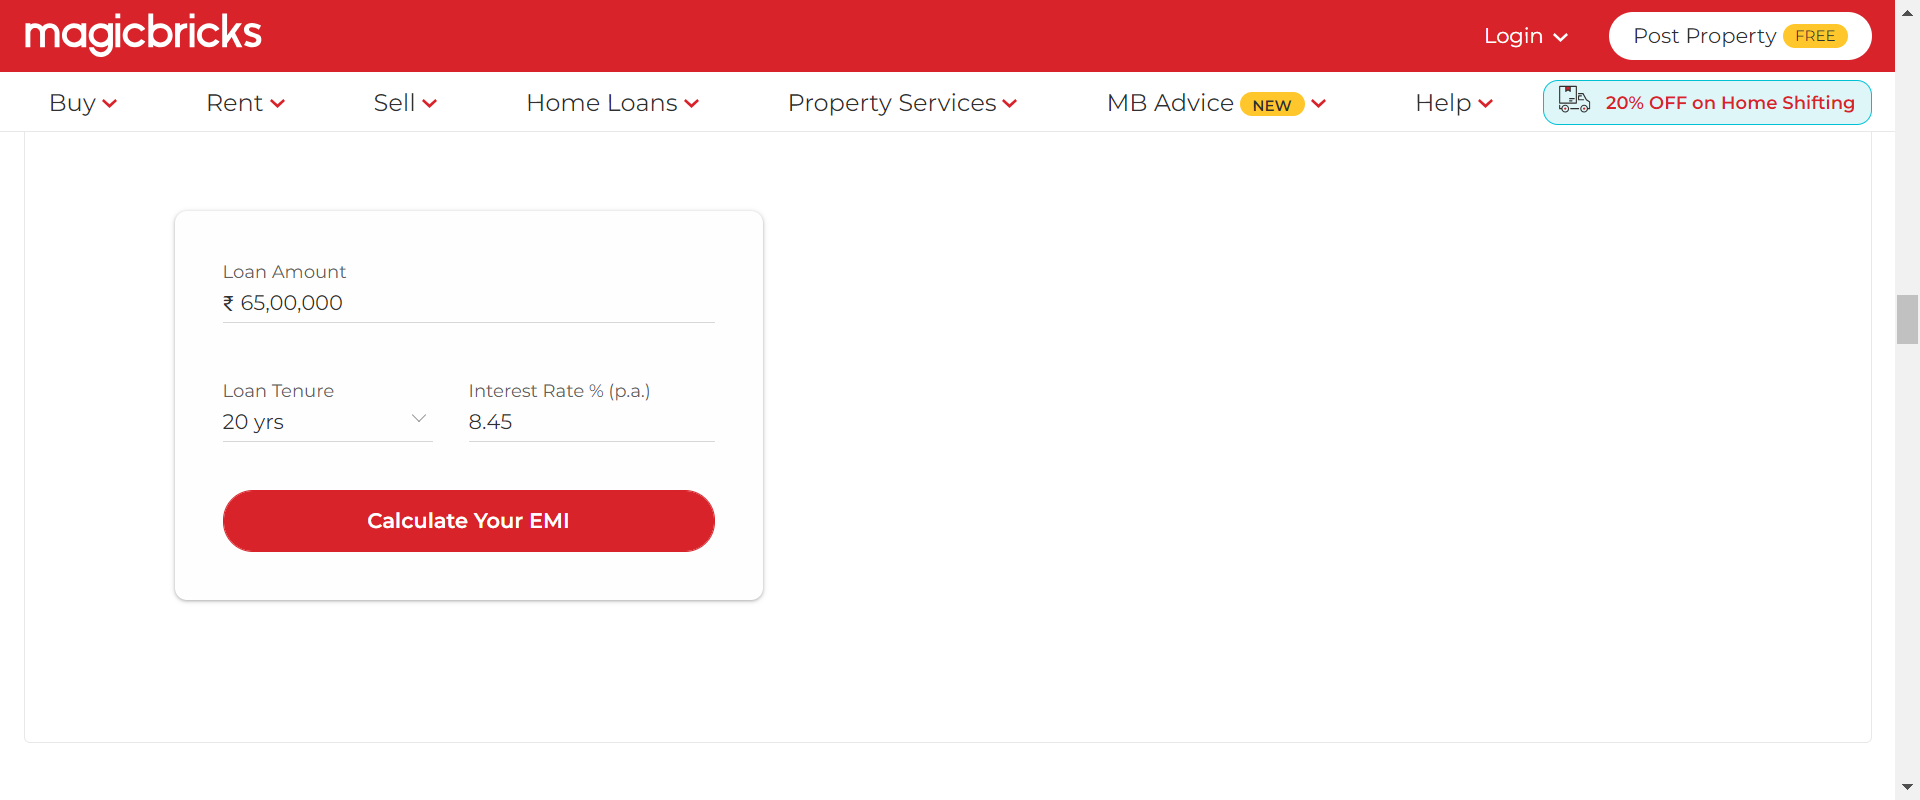 magicbricks
Login
Post Property FREE
Buy Rent Sell Home Loans Property Services MB Advice NEW Help 20% OFF on Home Shifting
Loan Amount
₹ 65,00,000
Loan Tenure Interest Rate % (p.a.)
20 yrs 8.45
Calculate Your EMI